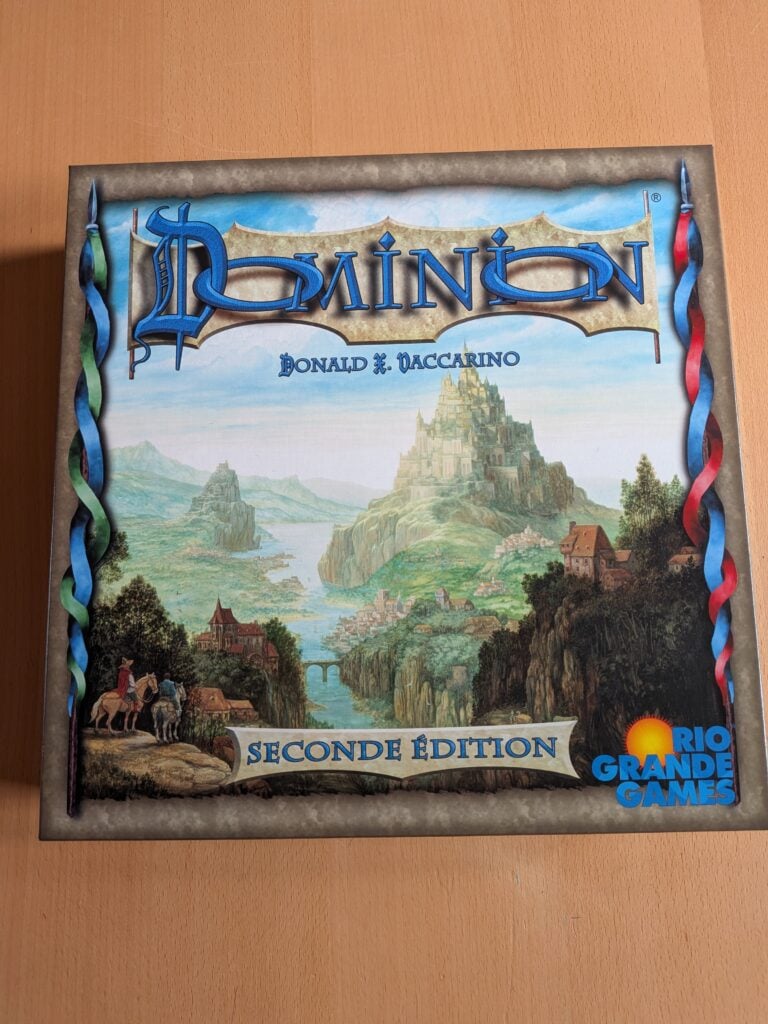 DOMINION
®
DONALD X. VACCARINO
SECONDE ÉDITION
RIO
GRANDE
GAMES